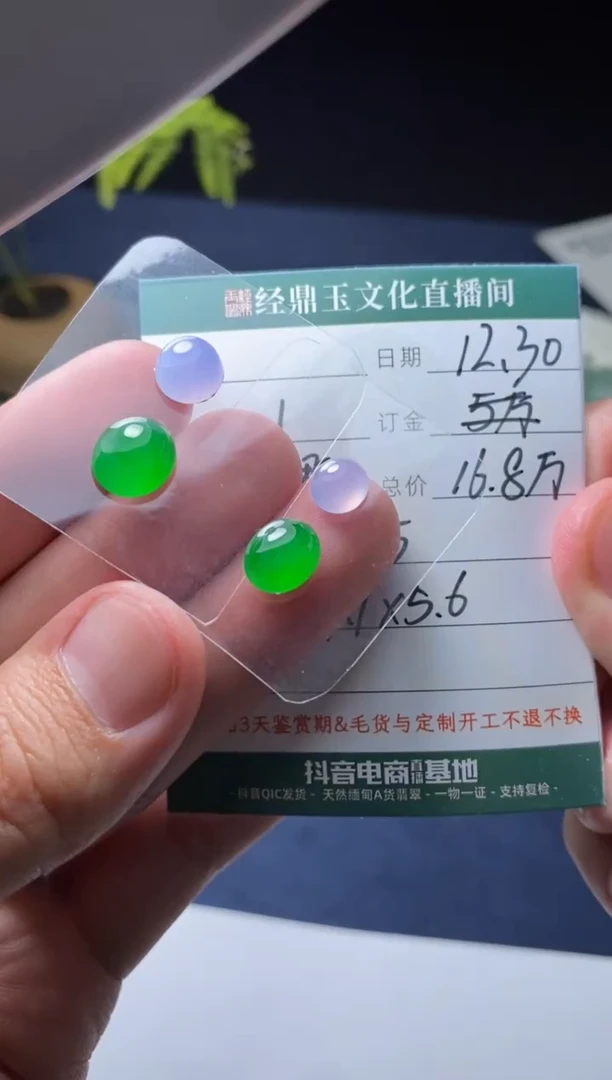 经鼎玉文化直播间
日期 12.30
1 订金 5万
总价 16.8万
5
x5.6
3天鉴赏期&毛货与定制开工不退不换
抖音电商直播基地
抖音QIC发货 - 天然缅甸A货翡翠 - 一物一证 - 支持复检 -